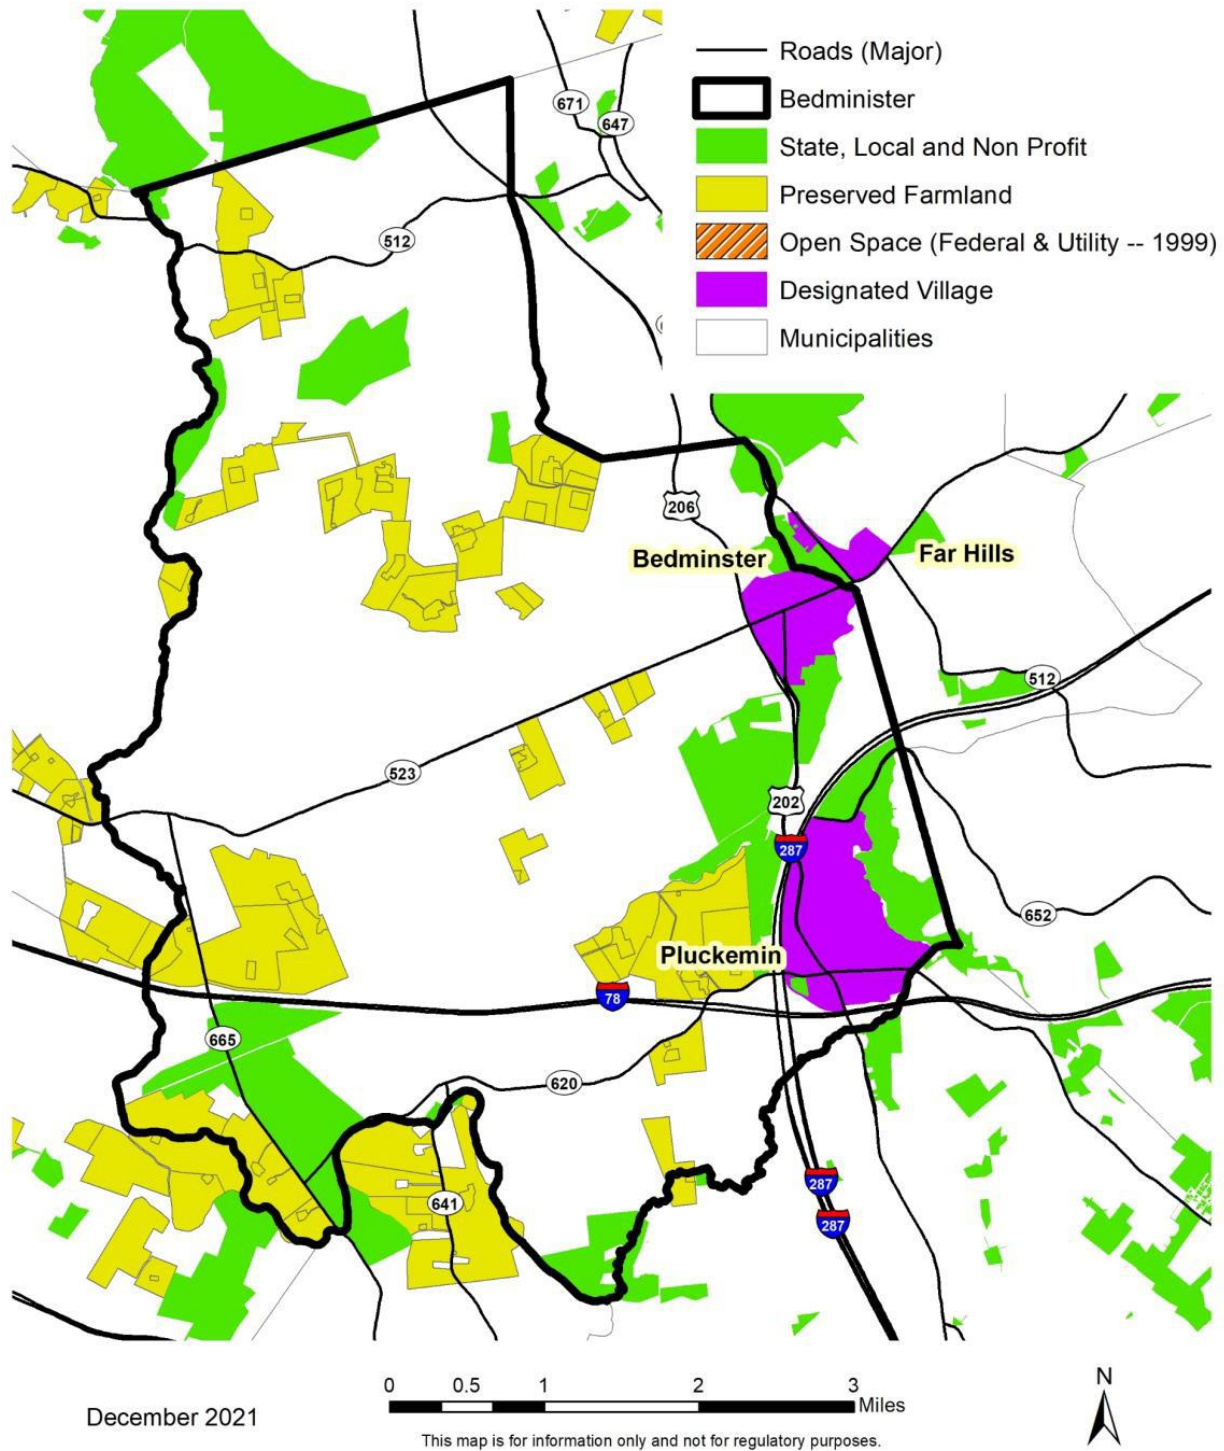 Roads (Major)
Bedminister
State, Local and Non Profit
Preserved Farmland
Open Space (Federal & Utility -- 1999)
Designated Village
Municipalities
671
647
512
206
Bedminster
Far Hills
512
523
202
287
652
Pluckemin
78
665
620
641
287
287
0 0.5 1 2 3
Miles
N
December 2021
This map is for information only and not for regulatory purposes.